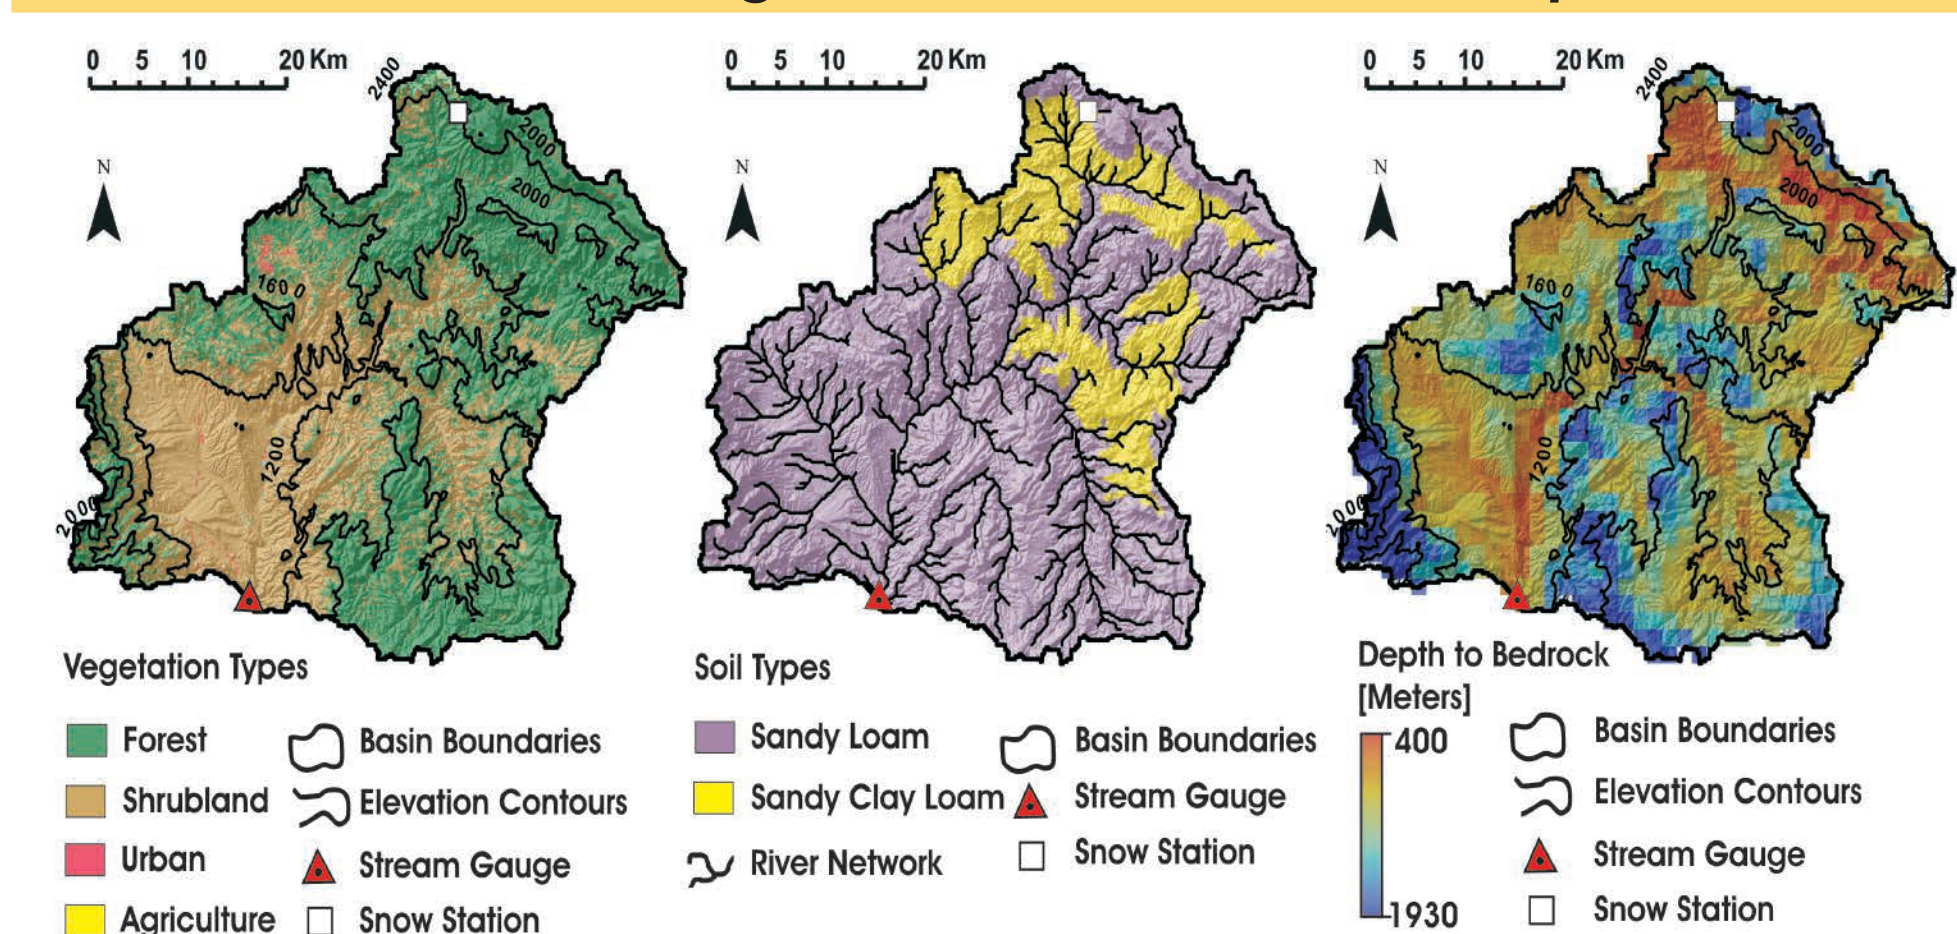 0 5 10 20 Km
2400
N
2000
2000
160 0
1200
2000
0 5 10 20 Km
N
0 5 10 20 Km
2400
N
2000
2000
160 0
1200
2000
Vegetation Types
Forest
Shrubland
Urban
Agriculture
Basin Boundaries
Elevation Contours
Stream Gauge
Snow Station
Soil Types
Sandy Loam
Sandy Clay Loam
River Network
Basin Boundaries
Stream Gauge
Snow Station
Depth to Bedrock
[Meters]
400
1930
Basin Boundaries
Elevation Contours
Stream Gauge
Snow Station